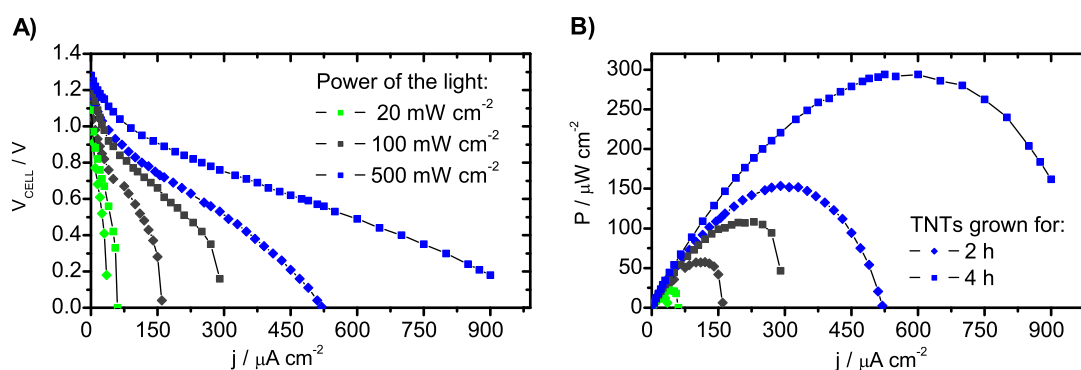 A)
1.4
1.2
1.0
0.8
0.6
0.4
0.2
0.0
V_CELL / V
0 150 300 450 600 750 900
j / μA cm⁻²
Power of the light:
20 mW cm⁻²
100 mW cm⁻²
500 mW cm⁻²
B)
300
250
200
150
100
50
0
P / μW cm⁻²
0 150 300 450 600 750 900
j / μA cm⁻²
TNTs grown for:
2 h
4 h